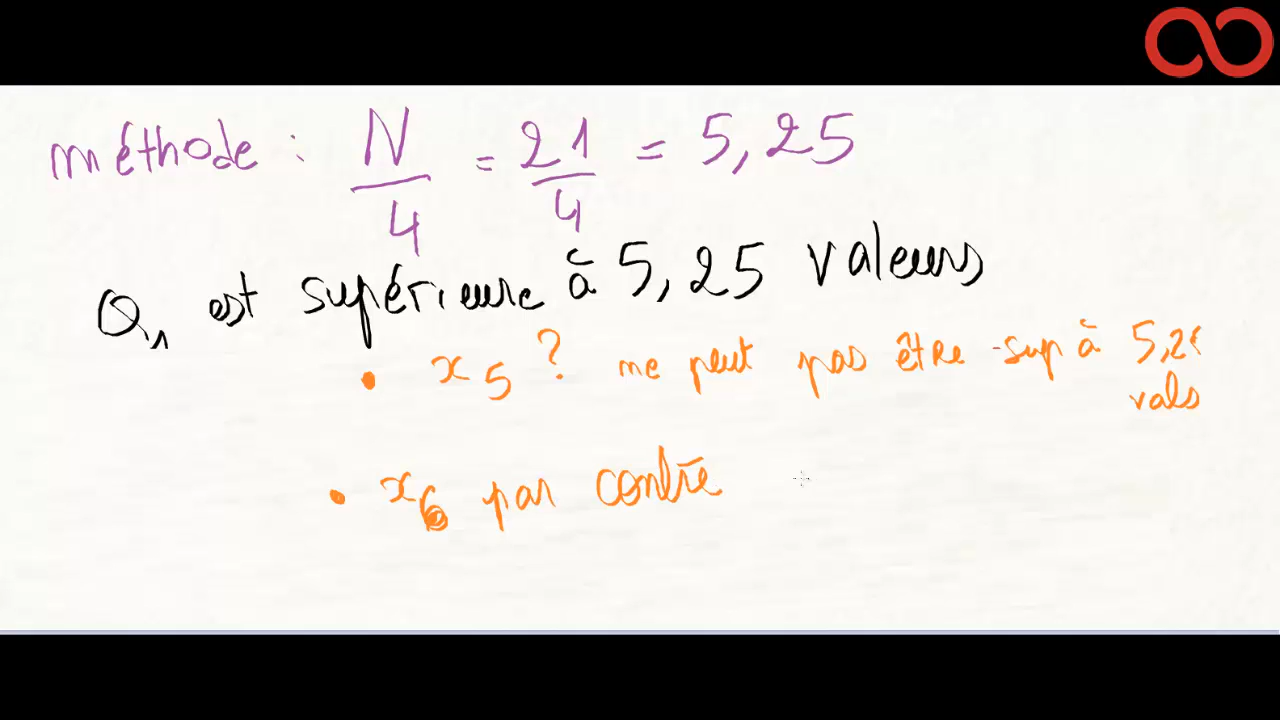 méthode : N/4 = 21/4 = 5,25
Q₁ est supérieure à 5,25 valeurs
• x₅ ? ne peut pas être sup à 5,25
vals
• x₆ par contre